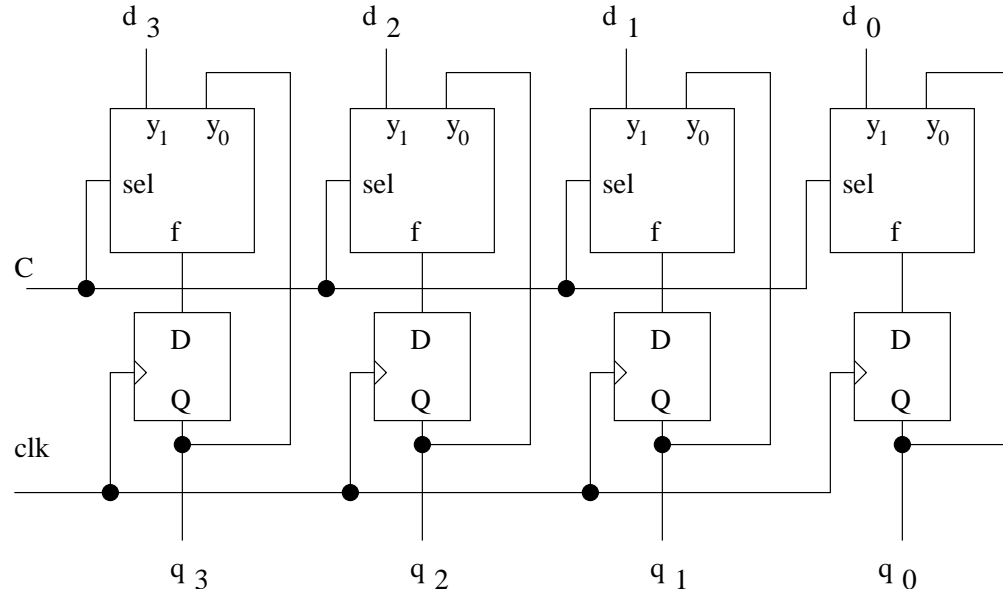 d 3 d 2 d 1 d 0
y1 y0 y1 y0 y1 y0 y1 y0
sel sel sel sel
f f f f
C
D D D D
Q Q Q Q
clk
q 3 q 2 q 1 q 0